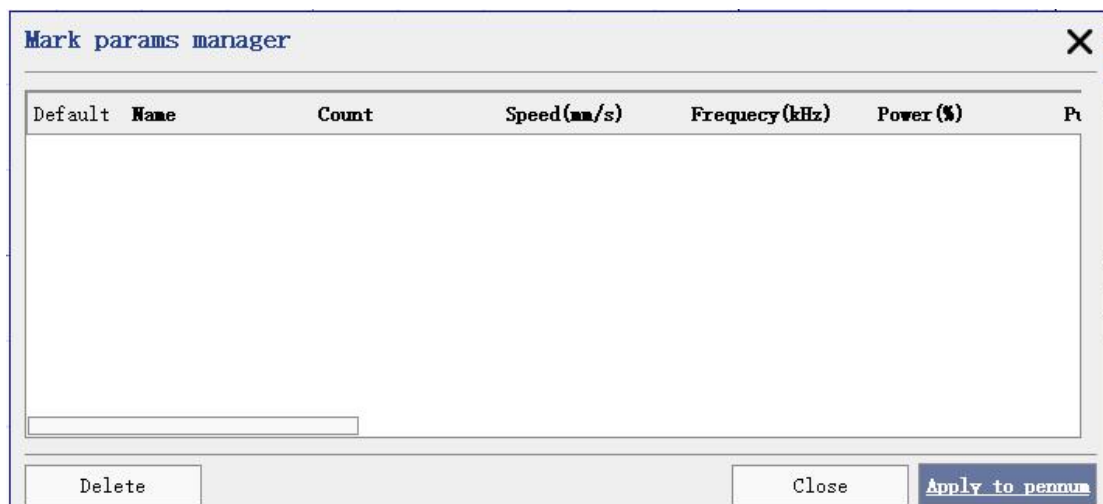 Mark params manager
Default Name Count Speed(mm/s) Frequecy(kHz) Power(%)
Delete Close Apply to pennum